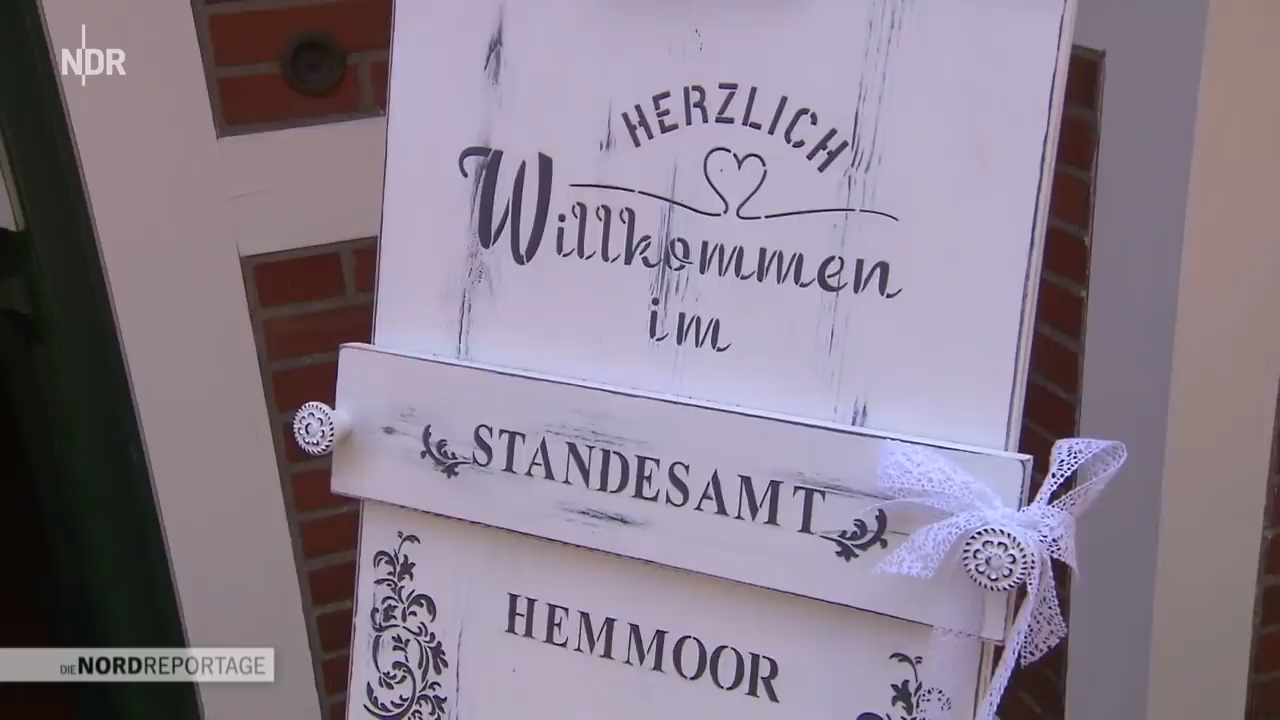 NDR
HERZLICH
Willkommen
im
STANDESAMT
HEMMOOR
DIE NORDREPORTAGE